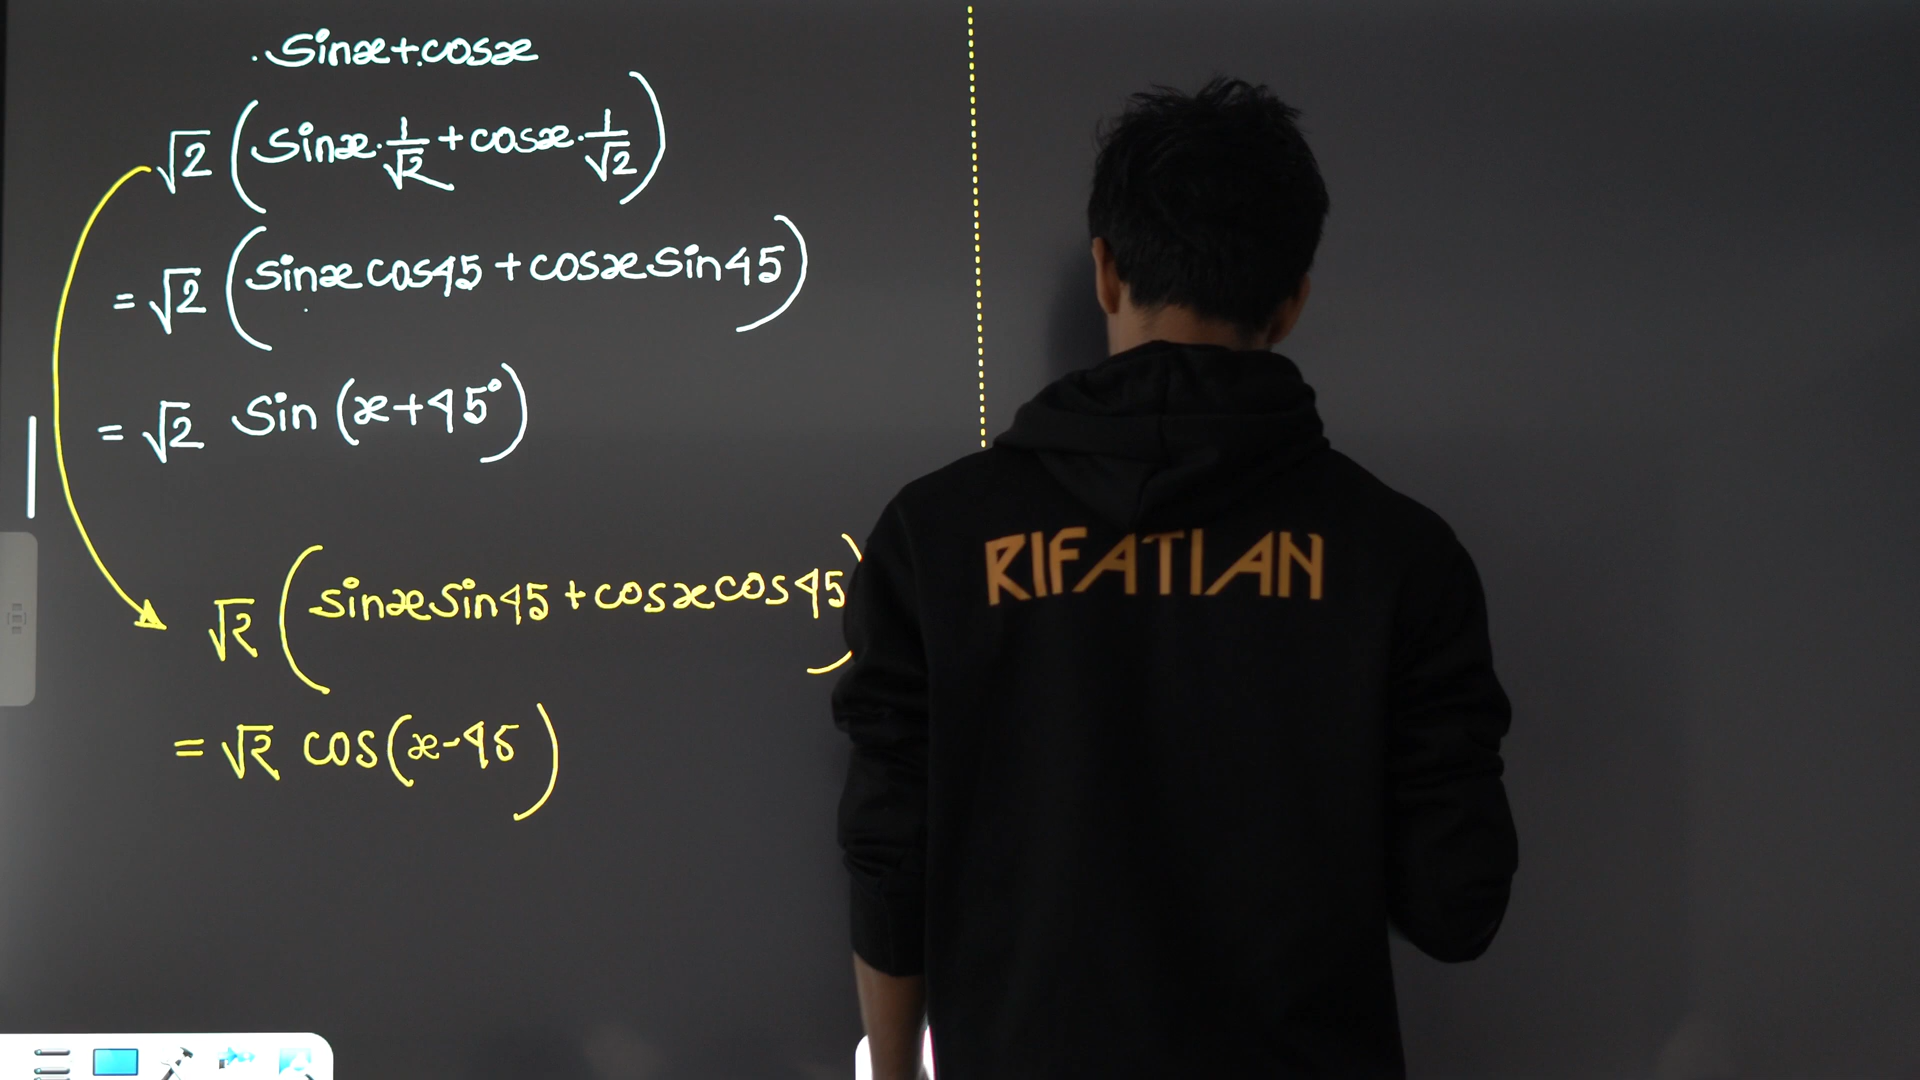 . sinx+cosx
√2 (sinx·1/√2 + cosx·1/√2)
= √2 (sinx cos45 + cosx sin45)
= √2 sin (x+45°)
√2 (sinx sin45 + cosx cos45)
= √2 cos(x-45)
RIFATIAN